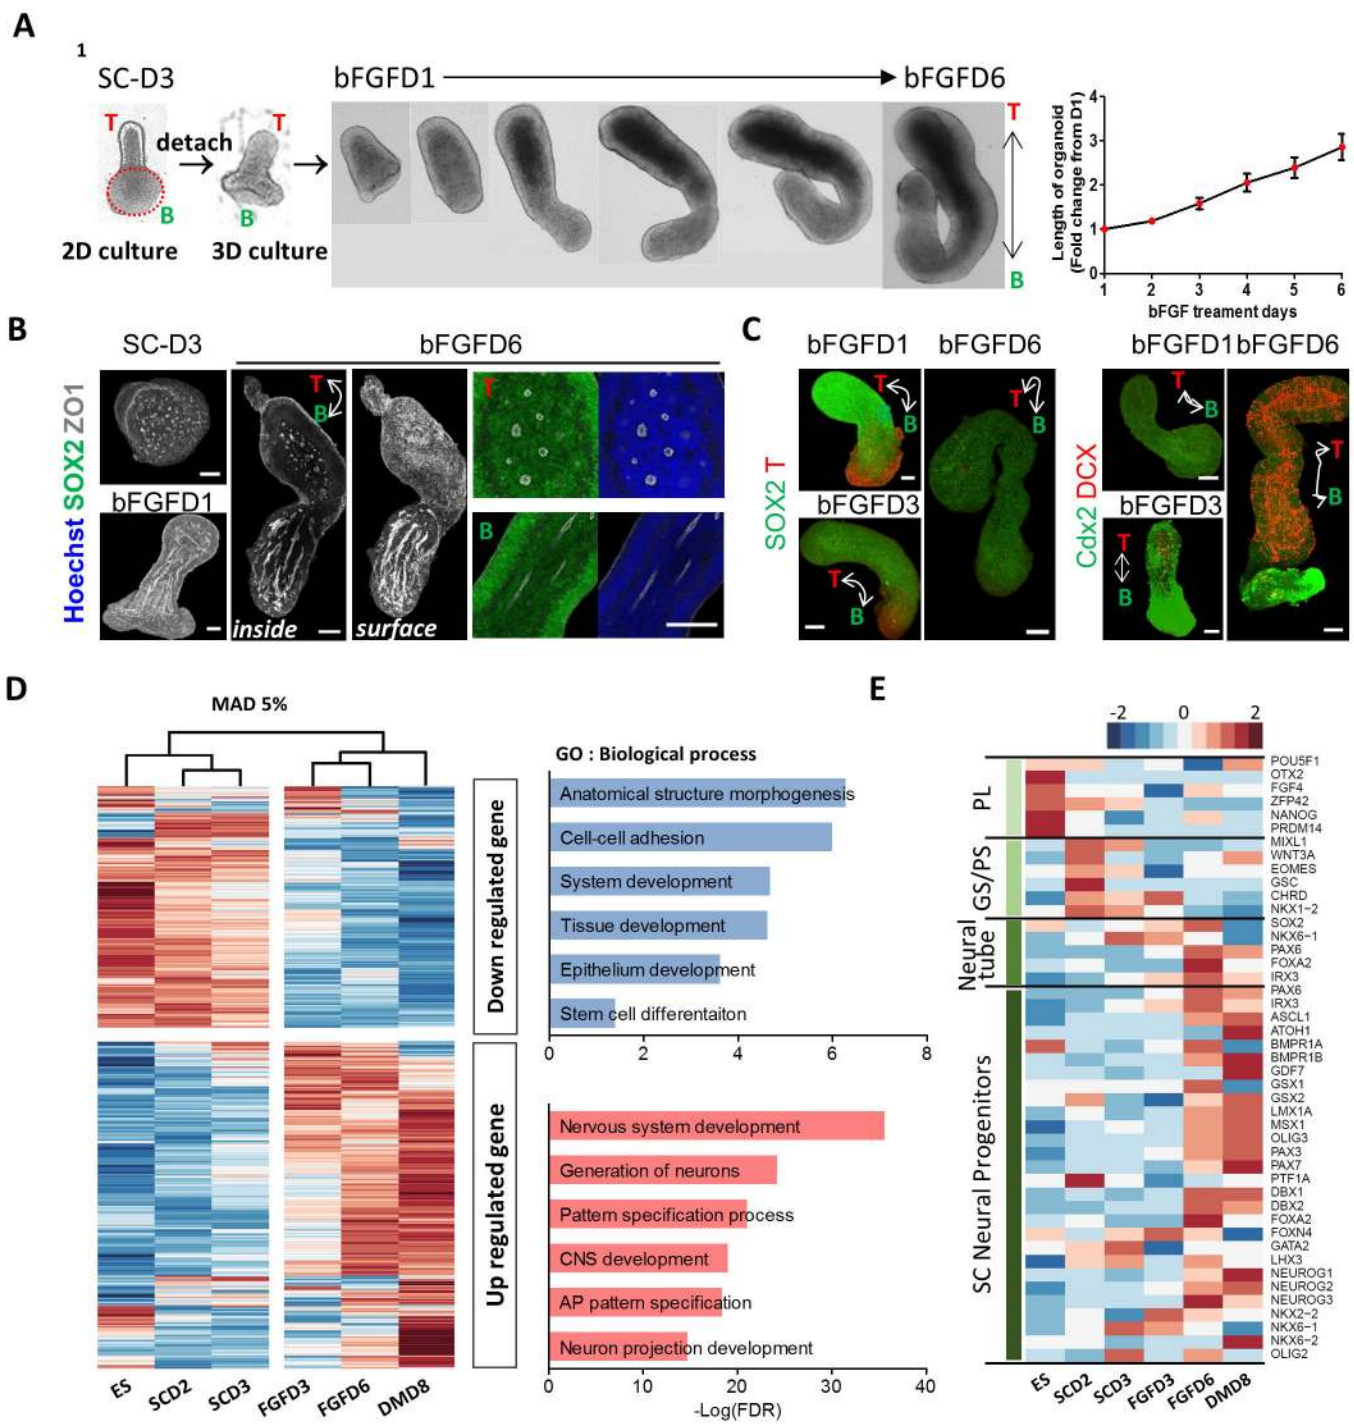 A
1
SC-D3
bFGFD1
bFGFD6
T
detach
T
B
B
2D culture
3D culture
T
B
Length of organoid
(Fold change from D1)
4
3
2
1
0
1 2 3 4 5 6
bFGF treament days
B
SC-D3
bFGFD6
Hoechst SOX2 ZO1
bFGFD1
T
B
inside
surface
T
B
C
bFGFD1
bFGFD6
SOX2 T
T
B
T
B
bFGFD3
T
B
bFGFD1
bFGFD6
Cdx2 DCX
T
B
T
B
bFGFD3
T
B
D
MAD 5%
Down regulated gene
Up regulated gene
ES
SCD2
SCD3
FGFD3
FGFD6
DMD8
GO : Biological process
Anatomical structure morphogenesis
Cell-cell adhesion
System development
Tissue development
Epithelium development
Stem cell differentaiton
0 2 4 6 8
Nervous system development
Generation of neurons
Pattern specification process
CNS development
AP pattern specification
Neuron projection development
0 10 20 30 40
-Log(FDR)
E
-2 0 2
PL
GS/PS
Neural
tube
SC Neural Progenitors
POU5F1
OTX2
FGF4
ZFP42
NANOG
PRDM14
MIXL1
WNT3A
EOMES
GSC
CHRD
NKX1-2
SOX2
NKX6-1
PAX6
FOXA2
IRX3
PAX6
IRX3
ASCL1
ATOH1
BMPR1A
BMPR1B
GDF7
GSX1
GSX2
LMX1A
MSX1
OLIG3
PAX3
PAX7
PTF1A
DBX1
DBX2
FOXA2
FOXN4
GATA2
LHX3
NEUROG1
NEUROG2
NEUROG3
NKX2-2
NKX6-1
NKX6-2
OLIG2
ES
SCD2
SCD3
FGFD3
FGFD6
DMD8